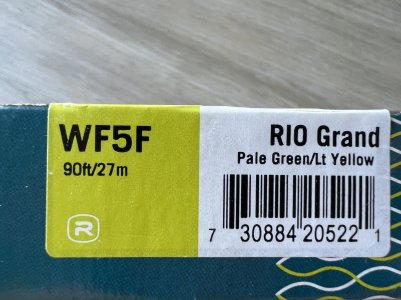 WF5F
90ft/27m
R
RIO Grand
Pale Green/Lt Yellow
7 30884 20522 1